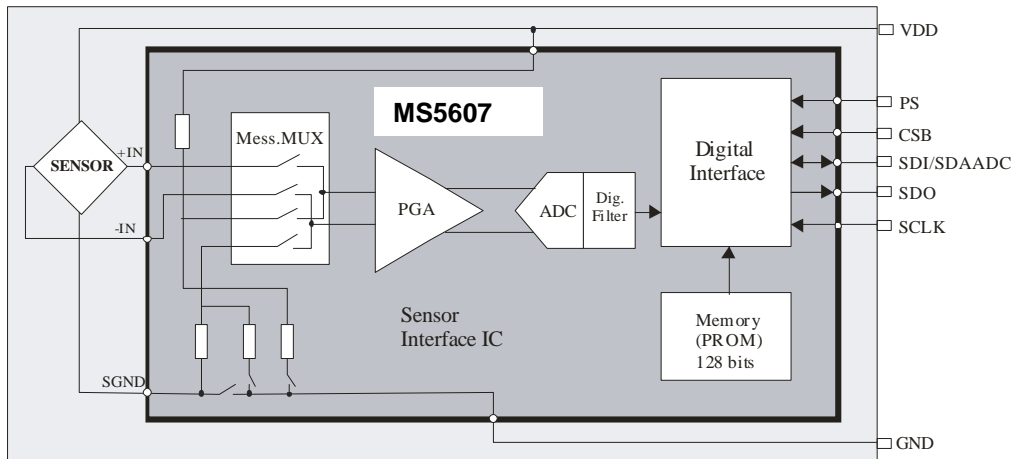 VDD
MS5607
PS
Mess.MUX
CSB
+IN
SENSOR
Digital
Interface
SDI/SDAADC
SDO
PGA
ADC
Dig.
Filter
-IN
SCLK
Sensor
Interface IC
Memory
(PROM)
128 bits
SGND
GND